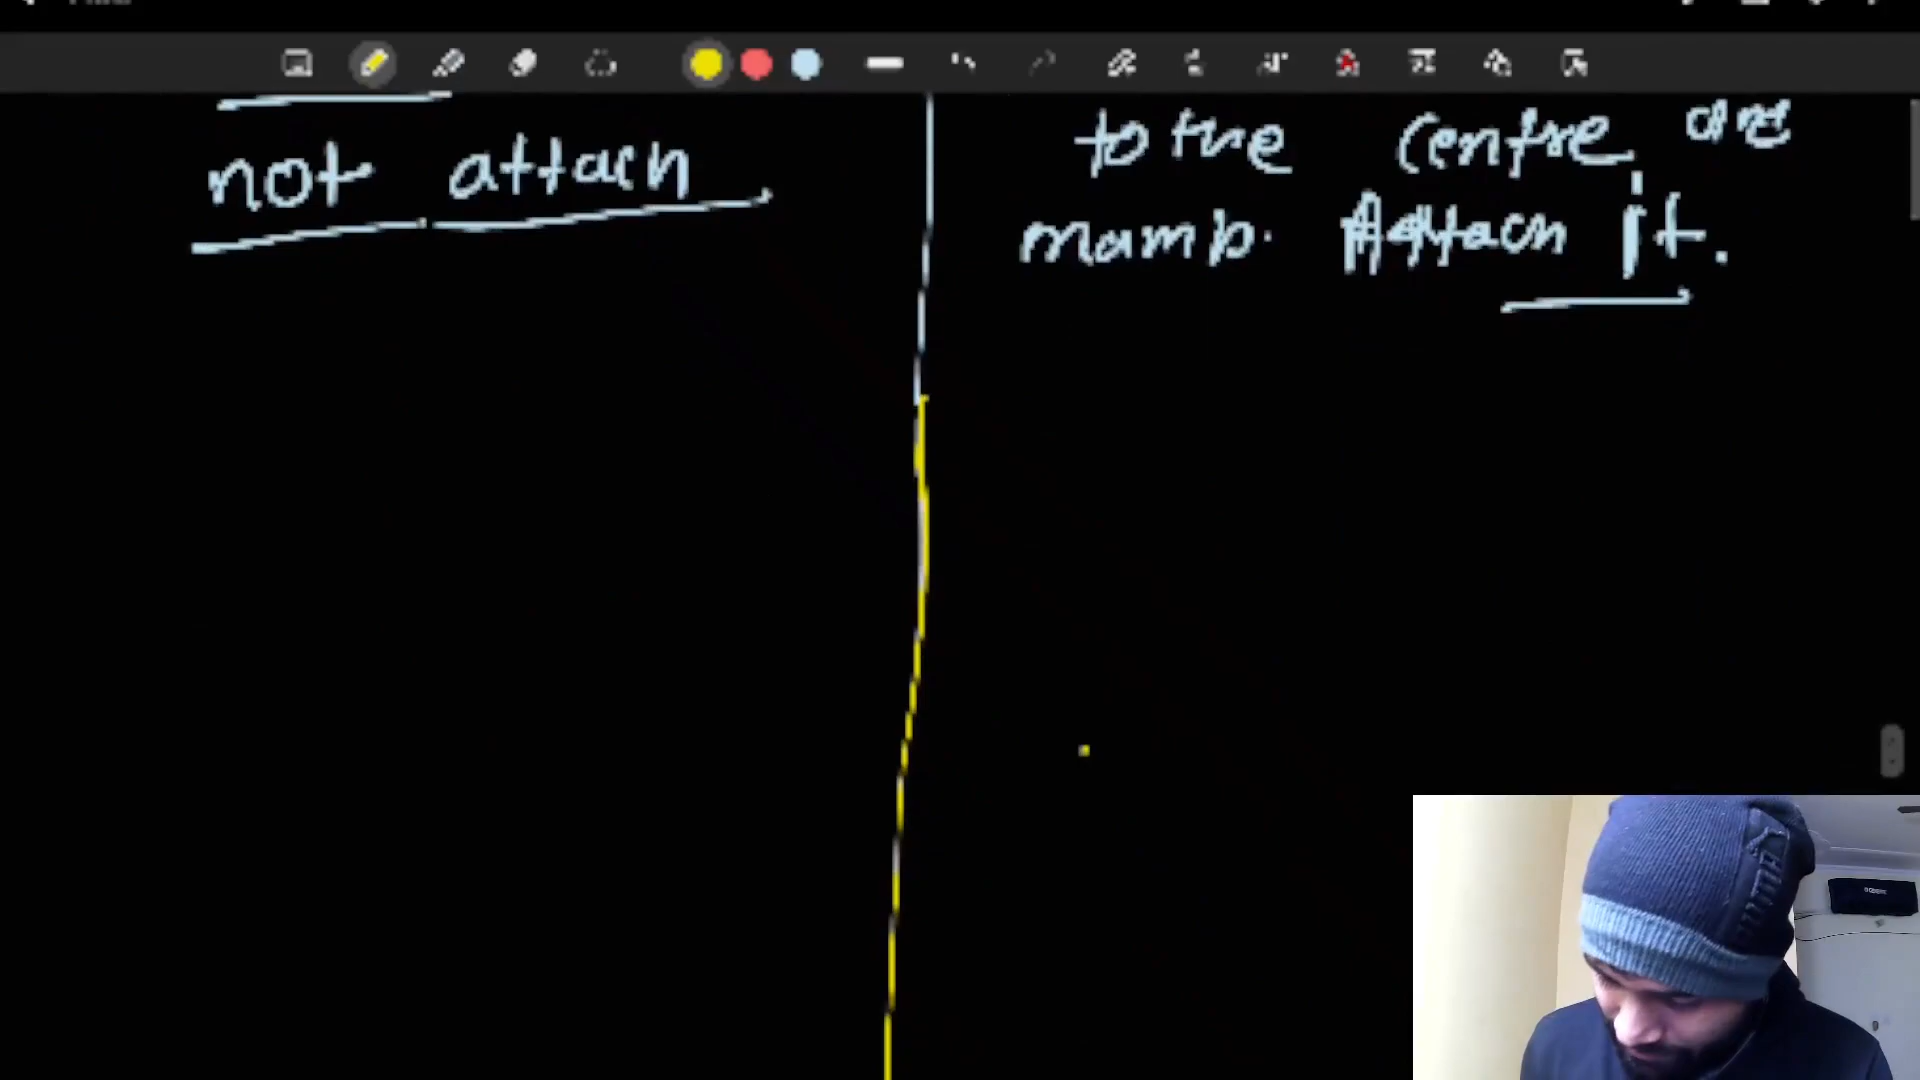 not attach
to the centre are
mamb. Attach it.